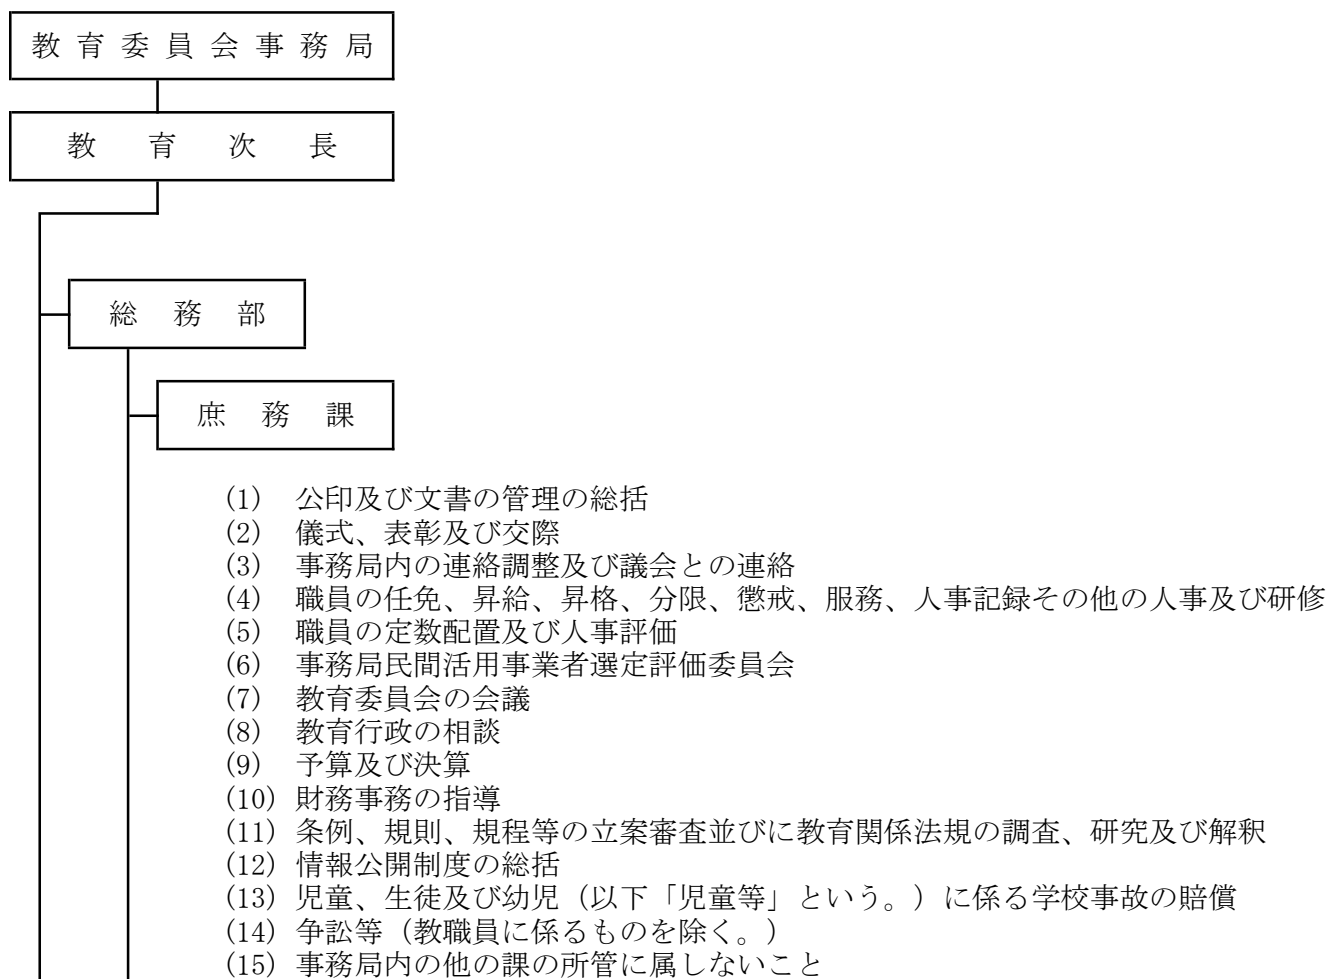 教育委員会事務局
教育次長
総務部
庶務課
(1) 公印及び文書の管理の総括
(2) 儀式、表彰及び交際
(3) 事務局内の連絡調整及び議会との連絡
(4) 職員の任免、昇給、昇格、分限、懲戒、服務、人事記録その他の人事及び研修
(5) 職員の定数配置及び人事評価
(6) 事務局民間活用事業者選定評価委員会
(7) 教育委員会の会議
(8) 教育行政の相談
(9) 予算及び決算
(10) 財務事務の指導
(11) 条例、規則、規程等の立案審査並びに教育関係法規の調査、研究及び解釈
(12) 情報公開制度の総括
(13) 児童、生徒及び幼児（以下「児童等」という。）に係る学校事故の賠償
(14) 争訟等（教職員に係るものを除く。）
(15) 事務局内の他の課の所管に属しないこと